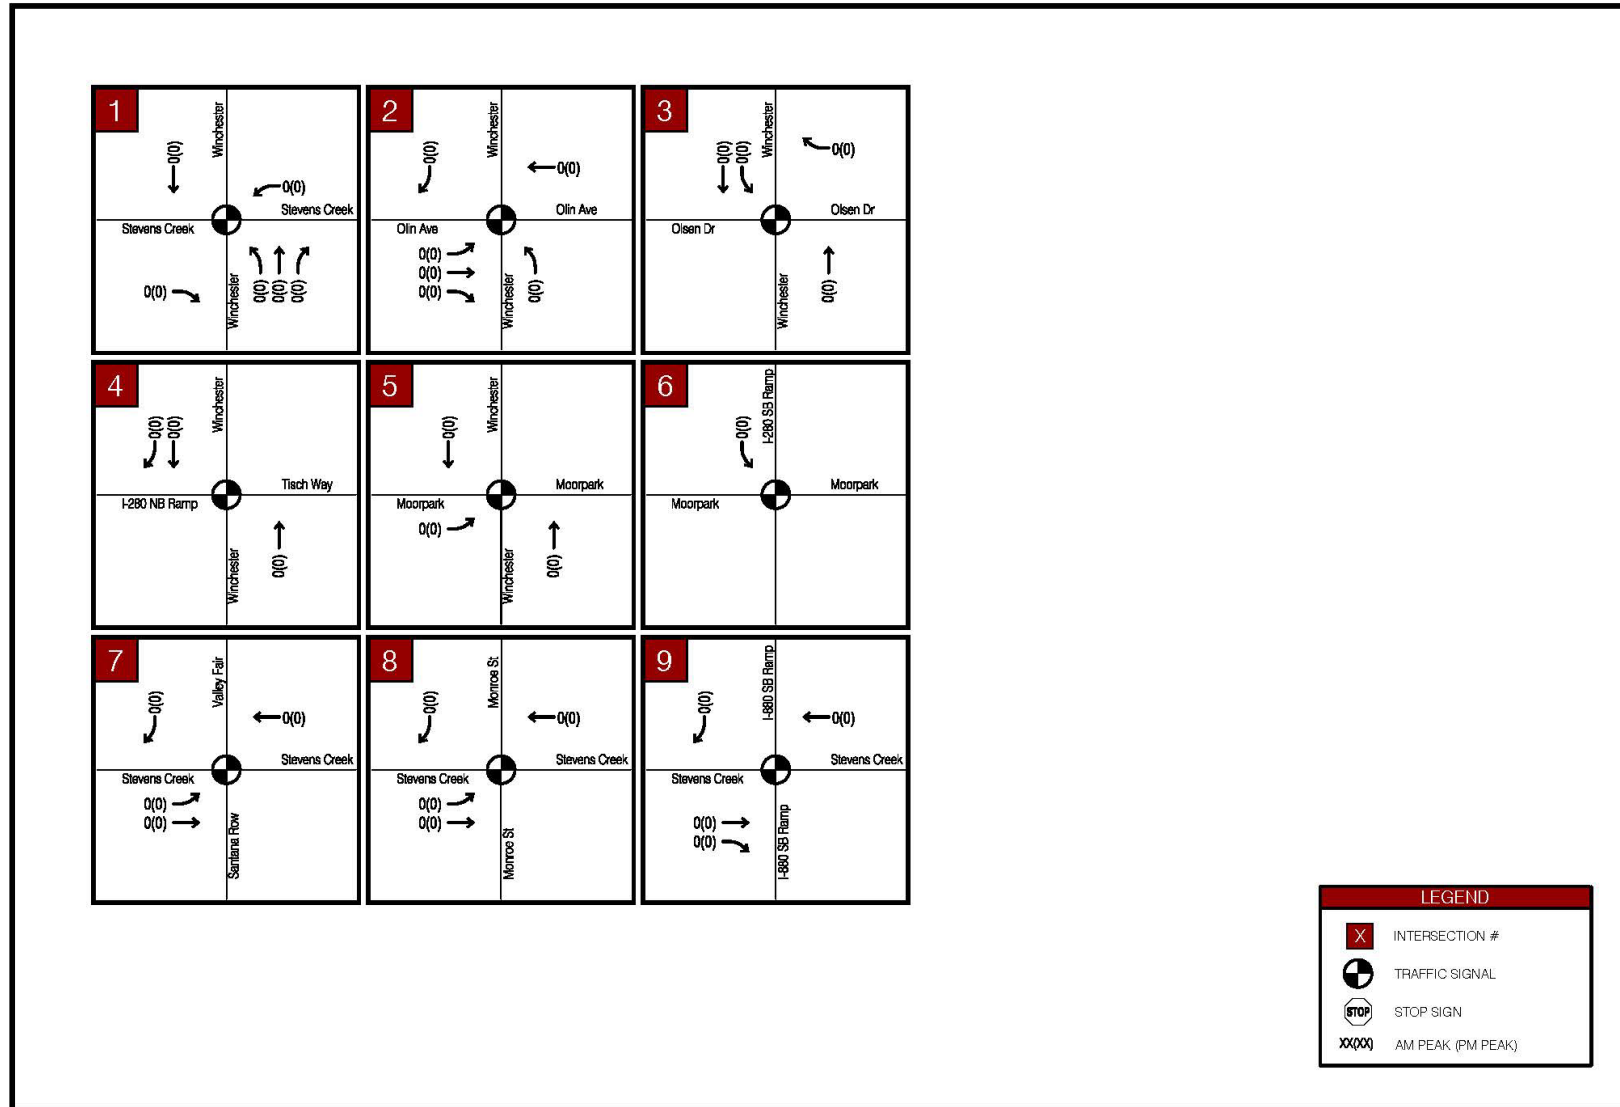 1
Winchester
0(0)
0(0)
Stevens Creek
Stevens Creek
0(0)
0(0)
0(0)
0(0)
Winchester
2
Winchester
0(0)
0(0)
Olin Ave
Olin Ave
0(0)
0(0)
0(0)
0(0)
Winchester
3
Winchester
0(0)
0(0)
0(0)
Olsen Dr
Olsen Dr
0(0)
Winchester
4
Winchester
0(0)
0(0)
Tisch Way
I-280 NB Ramp
0(0)
Winchester
5
Winchester
0(0)
Moorpark
Moorpark
0(0)
0(0)
Winchester
6
I-280 SB Ramp
0(0)
Moorpark
Moorpark
7
Valley Fair
0(0)
0(0)
Stevens Creek
Stevens Creek
0(0)
0(0)
Santana Row
8
Monroe St
0(0)
0(0)
Stevens Creek
Stevens Creek
0(0)
0(0)
Monroe St
9
I-880 SB Ramp
0(0)
0(0)
Stevens Creek
Stevens Creek
0(0)
0(0)
I-880 SB Ramp
LEGEND
X INTERSECTION #
TRAFFIC SIGNAL
STOP STOP SIGN
XX(XX) AM PEAK (PM PEAK)